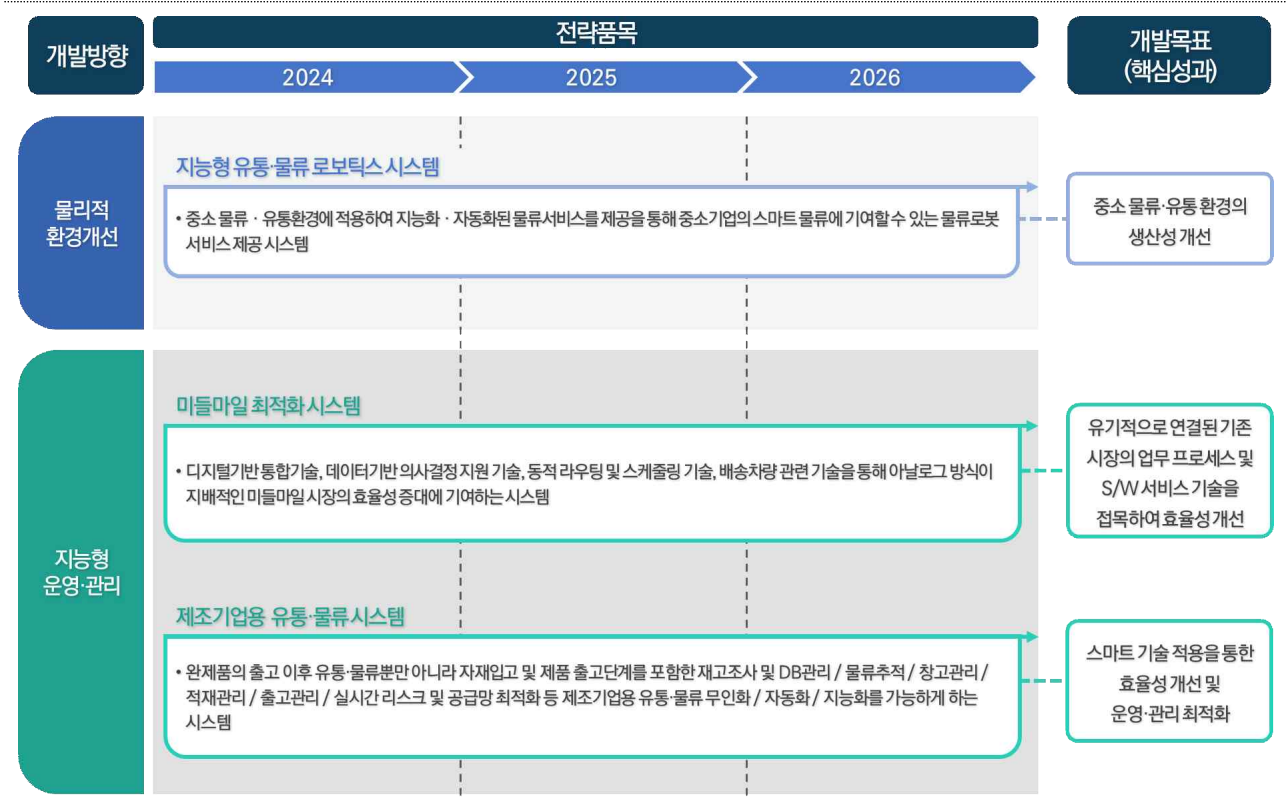 개발방향
전략품목
2024
2025
2026
개발목표
(핵심성과)
물리적
환경개선
지능형 유통·물류 로보틱스 시스템
• 중소 물류 · 유통환경에 적용하여 지능화 · 자동화된 물류서비스를 제공을 통해 중소기업의 스마트 물류에 기여할 수 있는 물류로봇
서비스 제공 시스템
중소 물류·유통 환경의
생산성 개선
지능형
운영·관리
미들마일 최적화 시스템
• 디지털기반 통합기술, 데이터기반 의사결정 지원 기술, 동적 라우팅 및 스케줄링 기술, 배송차량 관련 기술을 통해 아날로그 방식이
지배적인 미들마일 시장의 효율성 증대에 기여하는 시스템
유기적으로 연결된 기존
시장의 업무 프로세스 및
S/W 서비스 기술을
접목하여 효율성 개선
제조기업용 유통·물류 시스템
• 완제품의 출고 이후 유통·물류뿐만 아니라 자재입고 및 제품 출고단계를 포함한 재고조사 및 DB관리 / 물류추적 / 창고관리 /
적재관리 / 출고관리 / 실시간 리스크 및 공급망 최적화 등 제조기업용 유통·물류 무인화 / 자동화 / 지능화를 가능하게 하는
시스템
스마트 기술 적용을 통한
효율성 개선 및
운영·관리 최적화